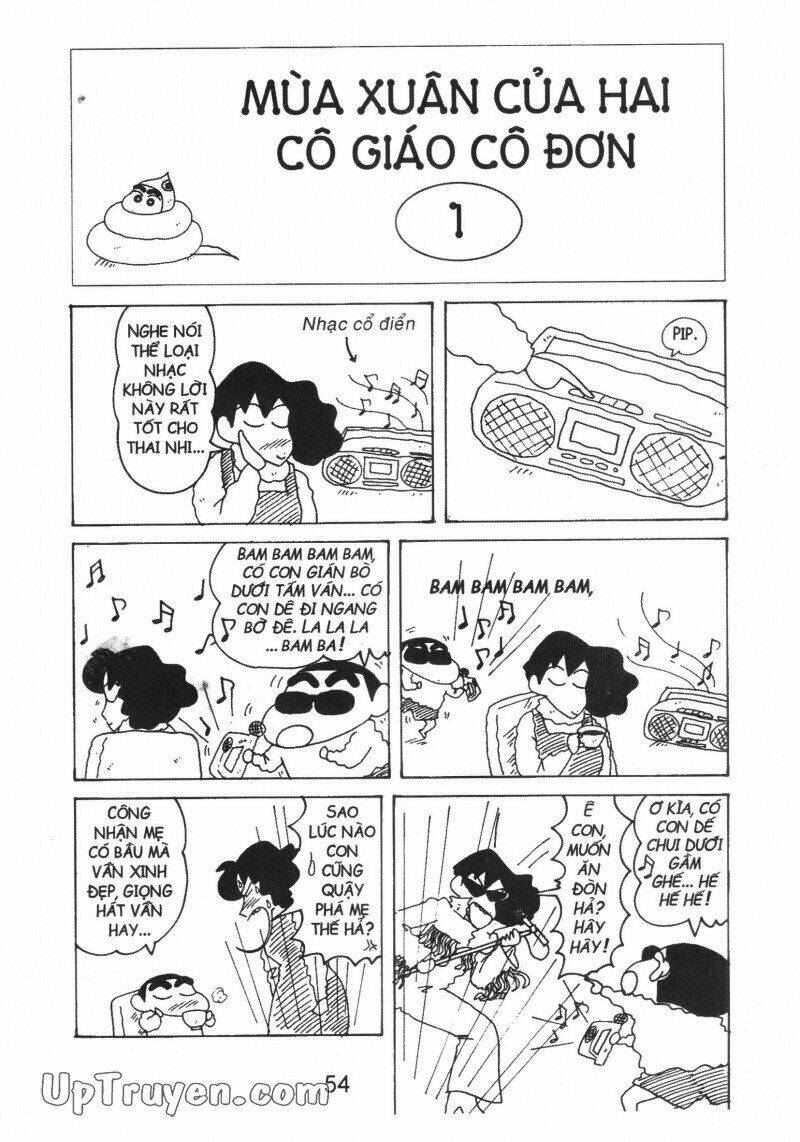 MÙA XUÂN CỦA HAI
CÔ GIÁO CÔ ĐƠN
1
PIP.
Nhạc cổ điển
NGHE NÓI
THỂ LOẠI
NHẠC
KHÔNG LỜI
NÀY RẤT
TỐT CHO
THAI NHI...
BAM BAM BAM BAM,
BAM BAM BAM BAM,
CÓ CON GIÁN BÒ
DƯỚI TẤM VÁN... CÓ
CON DÊ ĐI NGANG
BỜ ĐÊ. LA LA LA
... BAM BA!
Ơ KÌA, CÓ
CON DẾ
CHUI DƯỚI
GẦM
GHẾ... HẾ
HẾ HẾ!
Ê
CON,
MUỐN
ĂN
ĐÒN
HẢ?
HÂY
HÂY!
SAO
LÚC NÀO
CON
CŨNG
QUẬY
PHÁ MẸ
THẾ HẢ?
CÔNG
NHẬN MẸ
CÓ BẦU MÀ
VẪN XINH
ĐẸP, GIỌNG
HÁT VẪN
HAY...
54
UpTruyen.com